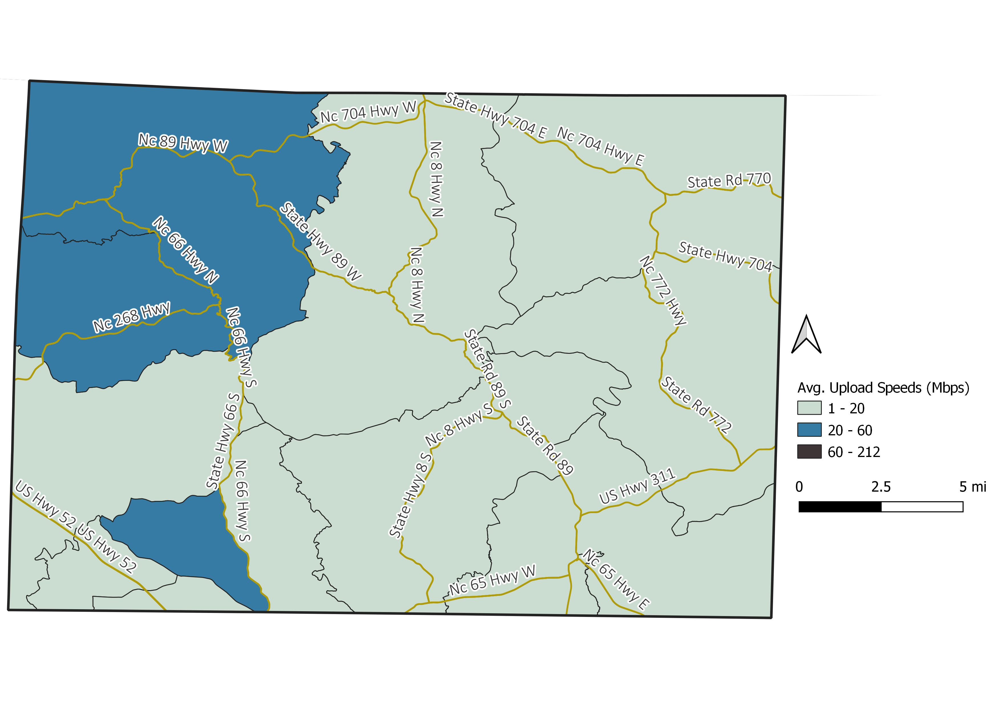 State Hwy 704 E
Nc 704 Hwy W
Nc 704 Hwy E
Nc 89 Hwy W
Nc 8 Hwy N
State Rd 770
State Hwy 89 W
Nc 66 Hwy N
Nc 8 Hwy N
State Hwy 704
Nc 772 Hwy
Nc 268 Hwy
Nc 66 Hwy S
State Rd 89 S
State Rd 772
State Hwy 66 S
Nc 8 Hwy S
State Rd 89
State Hwy 8 S
Nc 66 Hwy S
US Hwy 311
US Hwy 52
US Hwy 52
Nc 65 Hwy W
Nc 65 Hwy E
Avg. Upload Speeds (Mbps)
1 - 20
20 - 60
60 - 212
0 2.5 5 mi